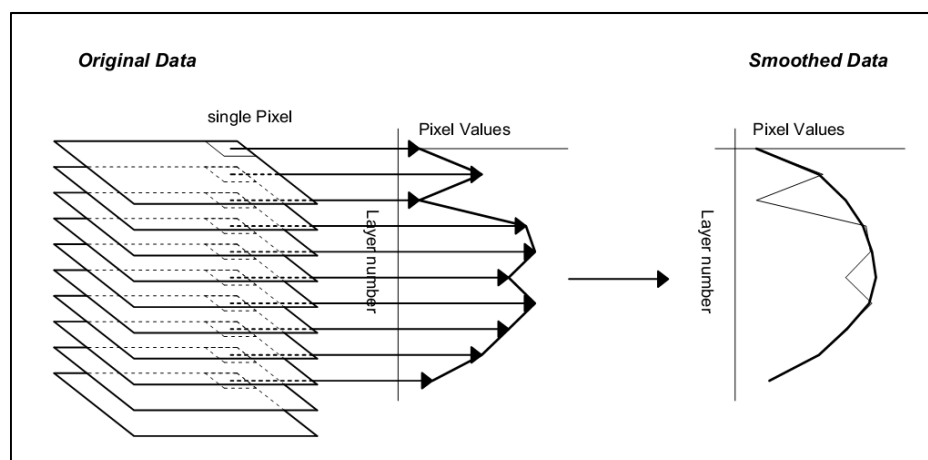 Original Data
Smoothed Data
single Pixel
Pixel Values
Pixel Values
Layer number
Layer number